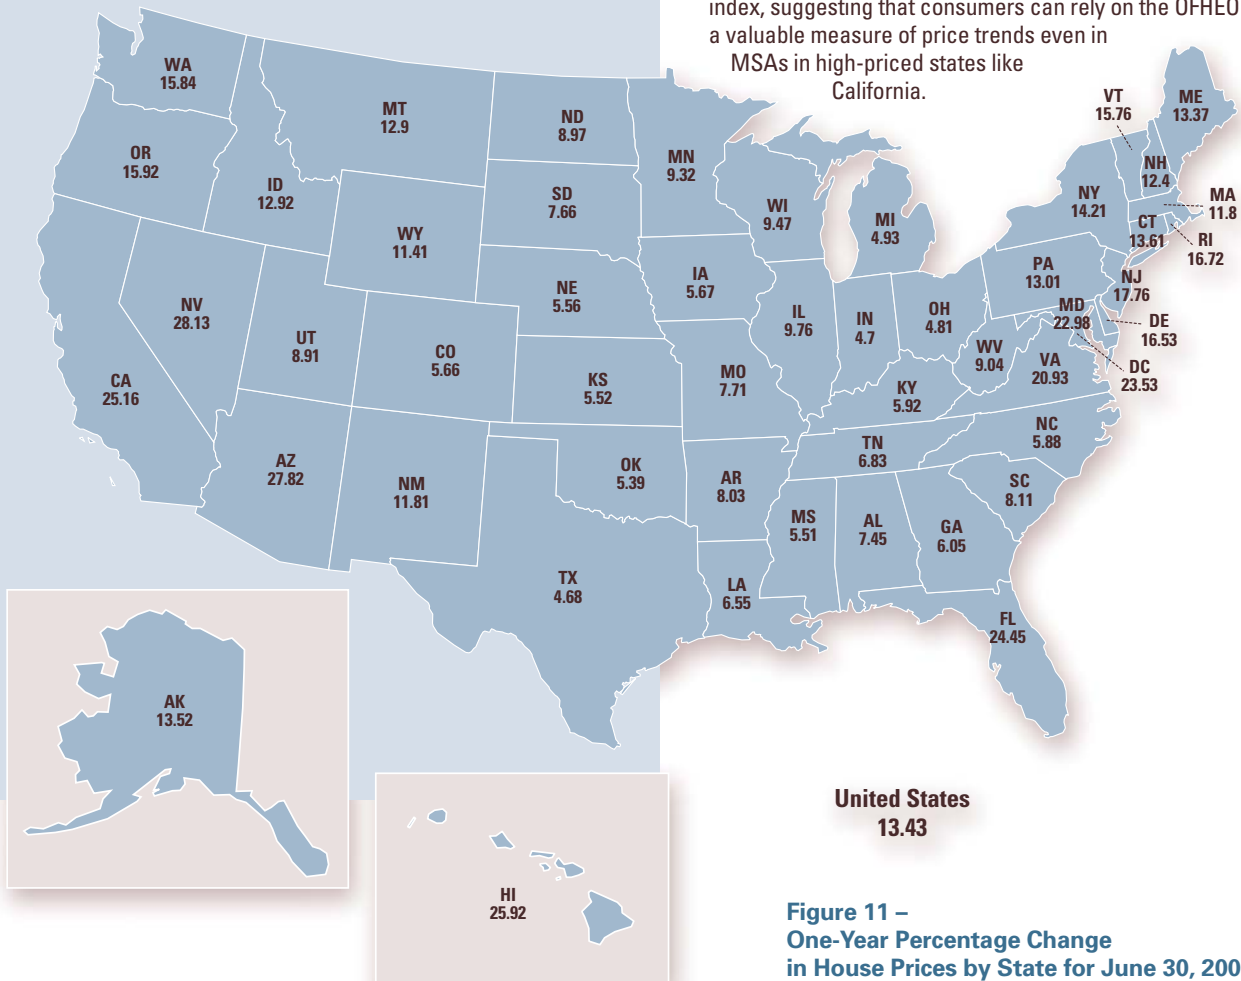 index, suggesting that consumers can rely on the OFHEO
a valuable measure of price trends even in
MSAs in high-priced states like
California.
WA
15.84
MT
12.9
ND
8.97
MN
9.32
VT
15.76
ME
13.37
OR
15.92
ID
12.92
SD
7.66
WI
9.47
MI
4.93
NY
14.21
NH
12.4
MA
11.8
WY
11.41
CT
13.61
RI
16.72
NV
28.13
UT
8.91
NE
5.56
IA
5.67
IL
9.76
IN
4.7
OH
4.81
PA
13.01
NJ
17.76
MD
22.98
DE
16.53
DC
23.53
CA
25.16
CO
5.66
KS
5.52
MO
7.71
KY
5.92
WV
9.04
VA
20.93
AZ
27.82
NM
11.81
OK
5.39
AR
8.03
TN
6.83
NC
5.88
SC
8.11
TX
4.68
LA
6.55
MS
5.51
AL
7.45
GA
6.05
FL
24.45
AK
13.52
HI
25.92
United States
13.43
Figure 11 –
One-Year Percentage Change
in House Prices by State for June 30, 200